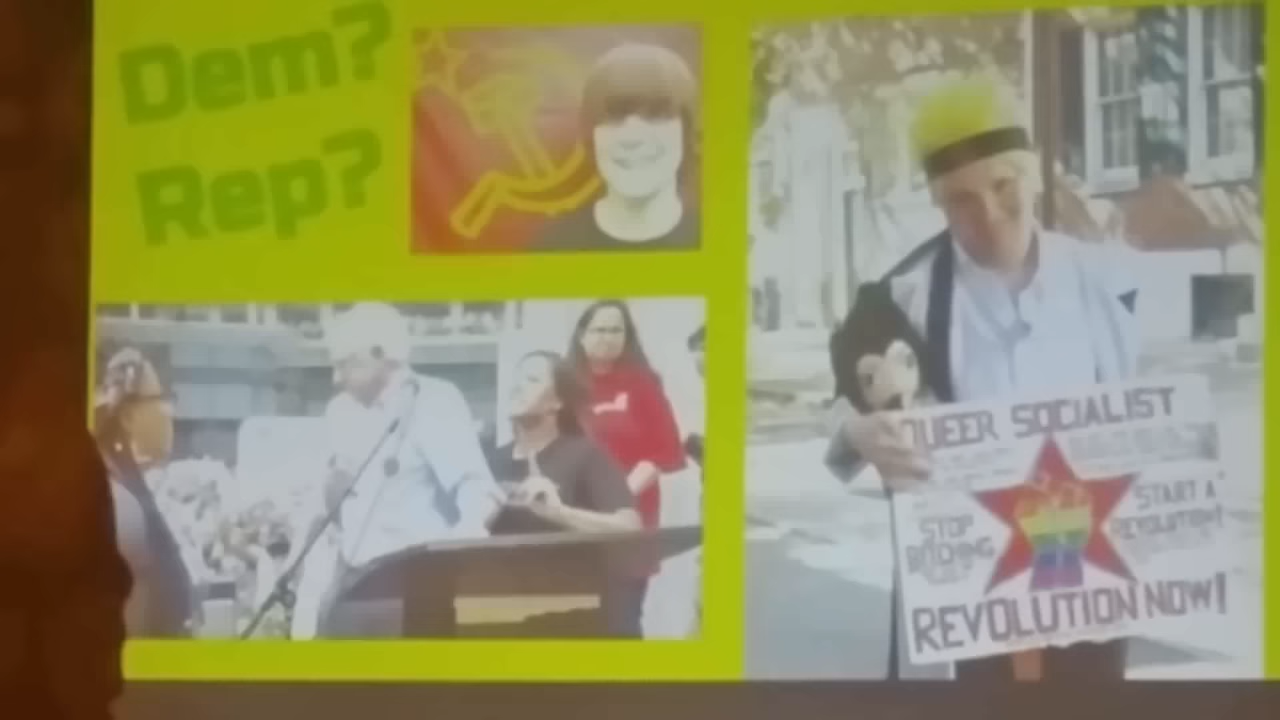 Dem?
Rep?
QUEER SOCIALIST
STOP
BITCHING
START A
REVOLUTION!
REVOLUTION NOW!